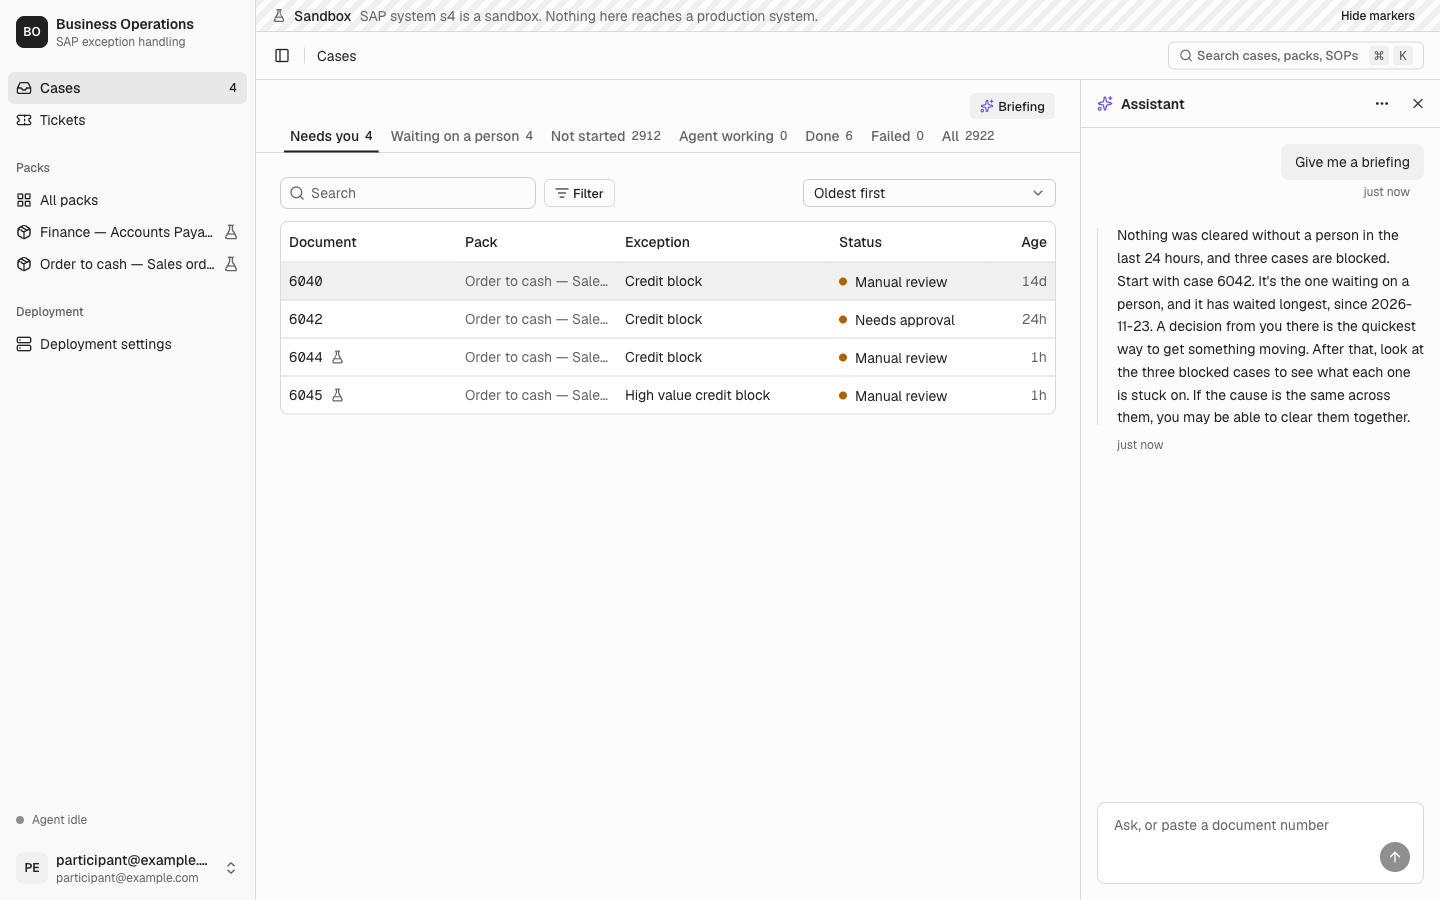 BO
Business Operations
SAP exception handling
Cases 4
Tickets
Packs
All packs
Finance — Accounts Paya...
Order to cash — Sales ord...
Deployment
Deployment settings
Agent idle
PE
participant@example....
participant@example.com
Sandbox SAP system s4 is a sandbox. Nothing here reaches a production system.
Hide markers
Cases
Search cases, packs, SOPs ⌘ K
Briefing
Needs you 4 Waiting on a person 4 Not started 2912 Agent working 0 Done 6 Failed 0 All 2922
Search
Filter
Oldest first
Document Pack Exception Status Age
6040 Order to cash — Sale... Credit block Manual review 14d
6042 Order to cash — Sale... Credit block Needs approval 24h
6044 Order to cash — Sale... Credit block Manual review 1h
6045 Order to cash — Sale... High value credit block Manual review 1h
Assistant
Give me a briefing
just now
Nothing was cleared without a person in the
last 24 hours, and three cases are blocked.
Start with case 6042. It's the one waiting on a
person, and it has waited longest, since 2026-
11-23. A decision from you there is the quickest
way to get something moving. After that, look at
the three blocked cases to see what each one
is stuck on. If the cause is the same across
them, you may be able to clear them together.
just now
Ask, or paste a document number